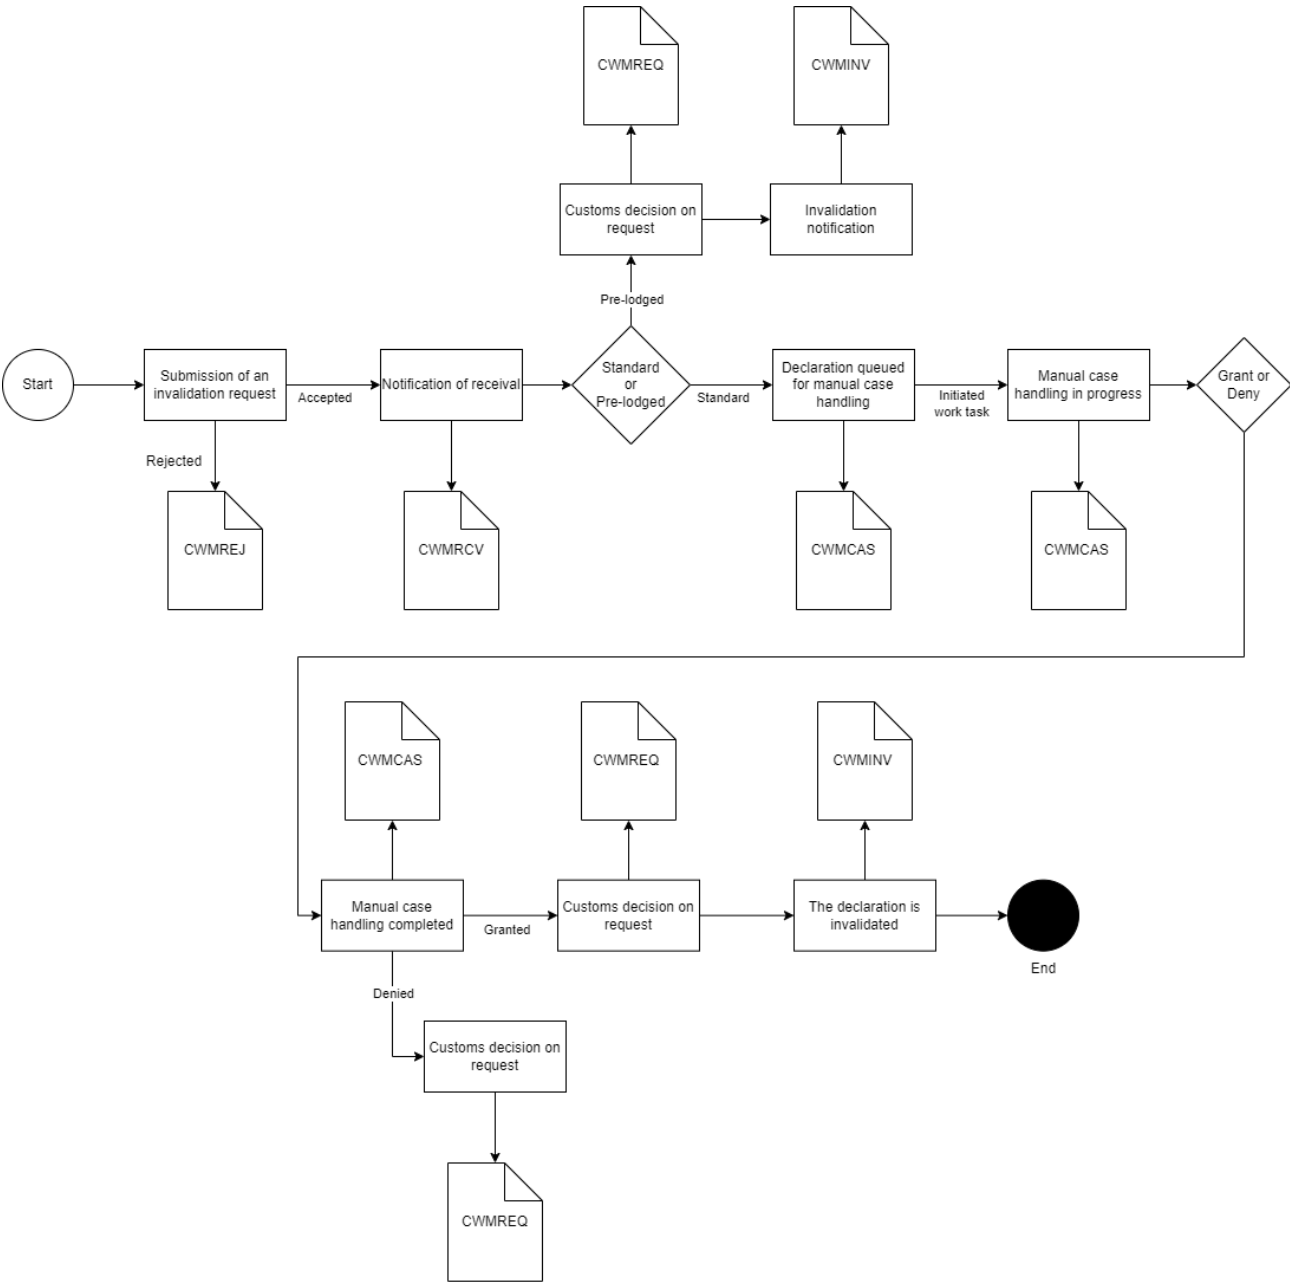 CWMREQ
CWMINV
Customs decision on
request
Invalidation
notification
Pre-lodged
Start
Submission of an
invalidation request
Accepted
Notification of receival
Standard
or
Pre-lodged
Standard
Declaration queued
for manual case
handling
Initiated
work task
Manual case
handling in progress
Grant or
Deny
Rejected
CWMREJ
CWMRCV
CWMCAS
CWMCAS
CWMCAS
CWMREQ
CWMINV
Manual case
handling completed
Granted
Customs decision on
request
The declaration is
invalidated
End
Denied
Customs decision on
request
CWMREQ